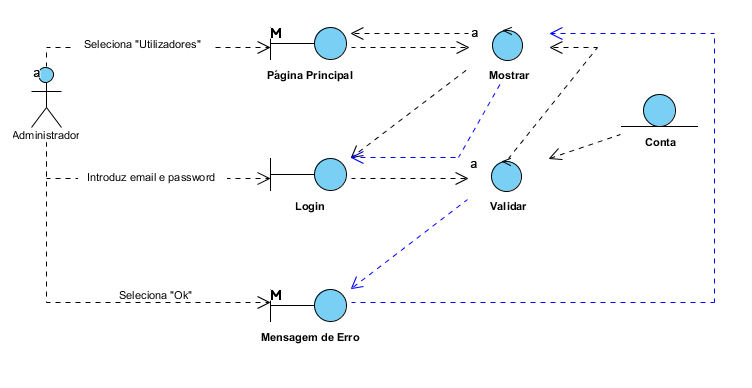 M
a
Seleciona "Utilizadores"
Página Principal
Mostrar
a
Administrador
Conta
a
Introduz email e password
Login
Validar
M
Seleciona "Ok"
Mensagem de Erro